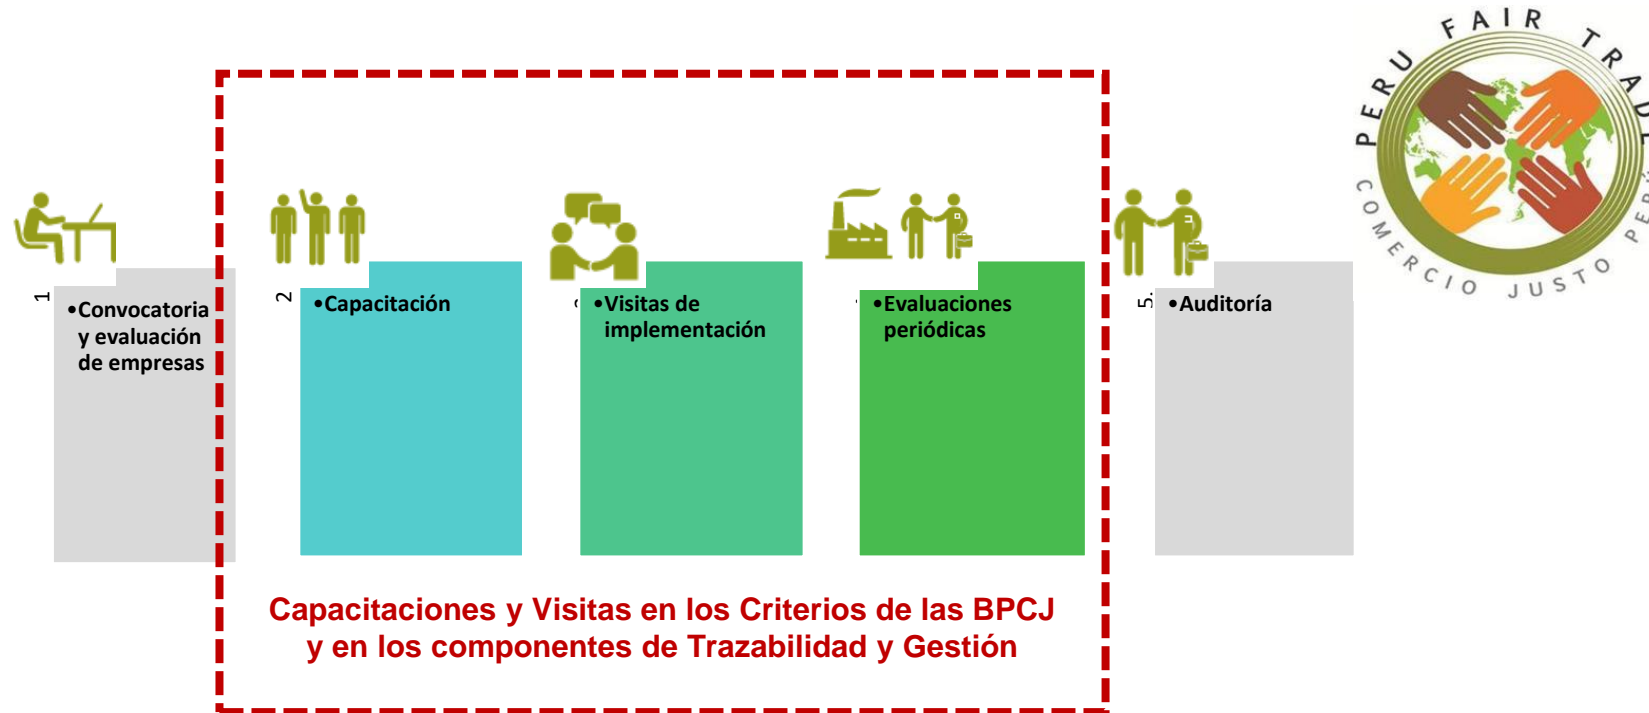 PERU FAIR TRADE
COMERCIO JUSTO PERÚ
1
•Convocatoria
y evaluación
de empresas
2
•Capacitación
•Visitas de
implementación
•Evaluaciones
periódicas
5.
•Auditoría
Capacitaciones y Visitas en los Criterios de las BPCJ
y en los componentes de Trazabilidad y Gestión